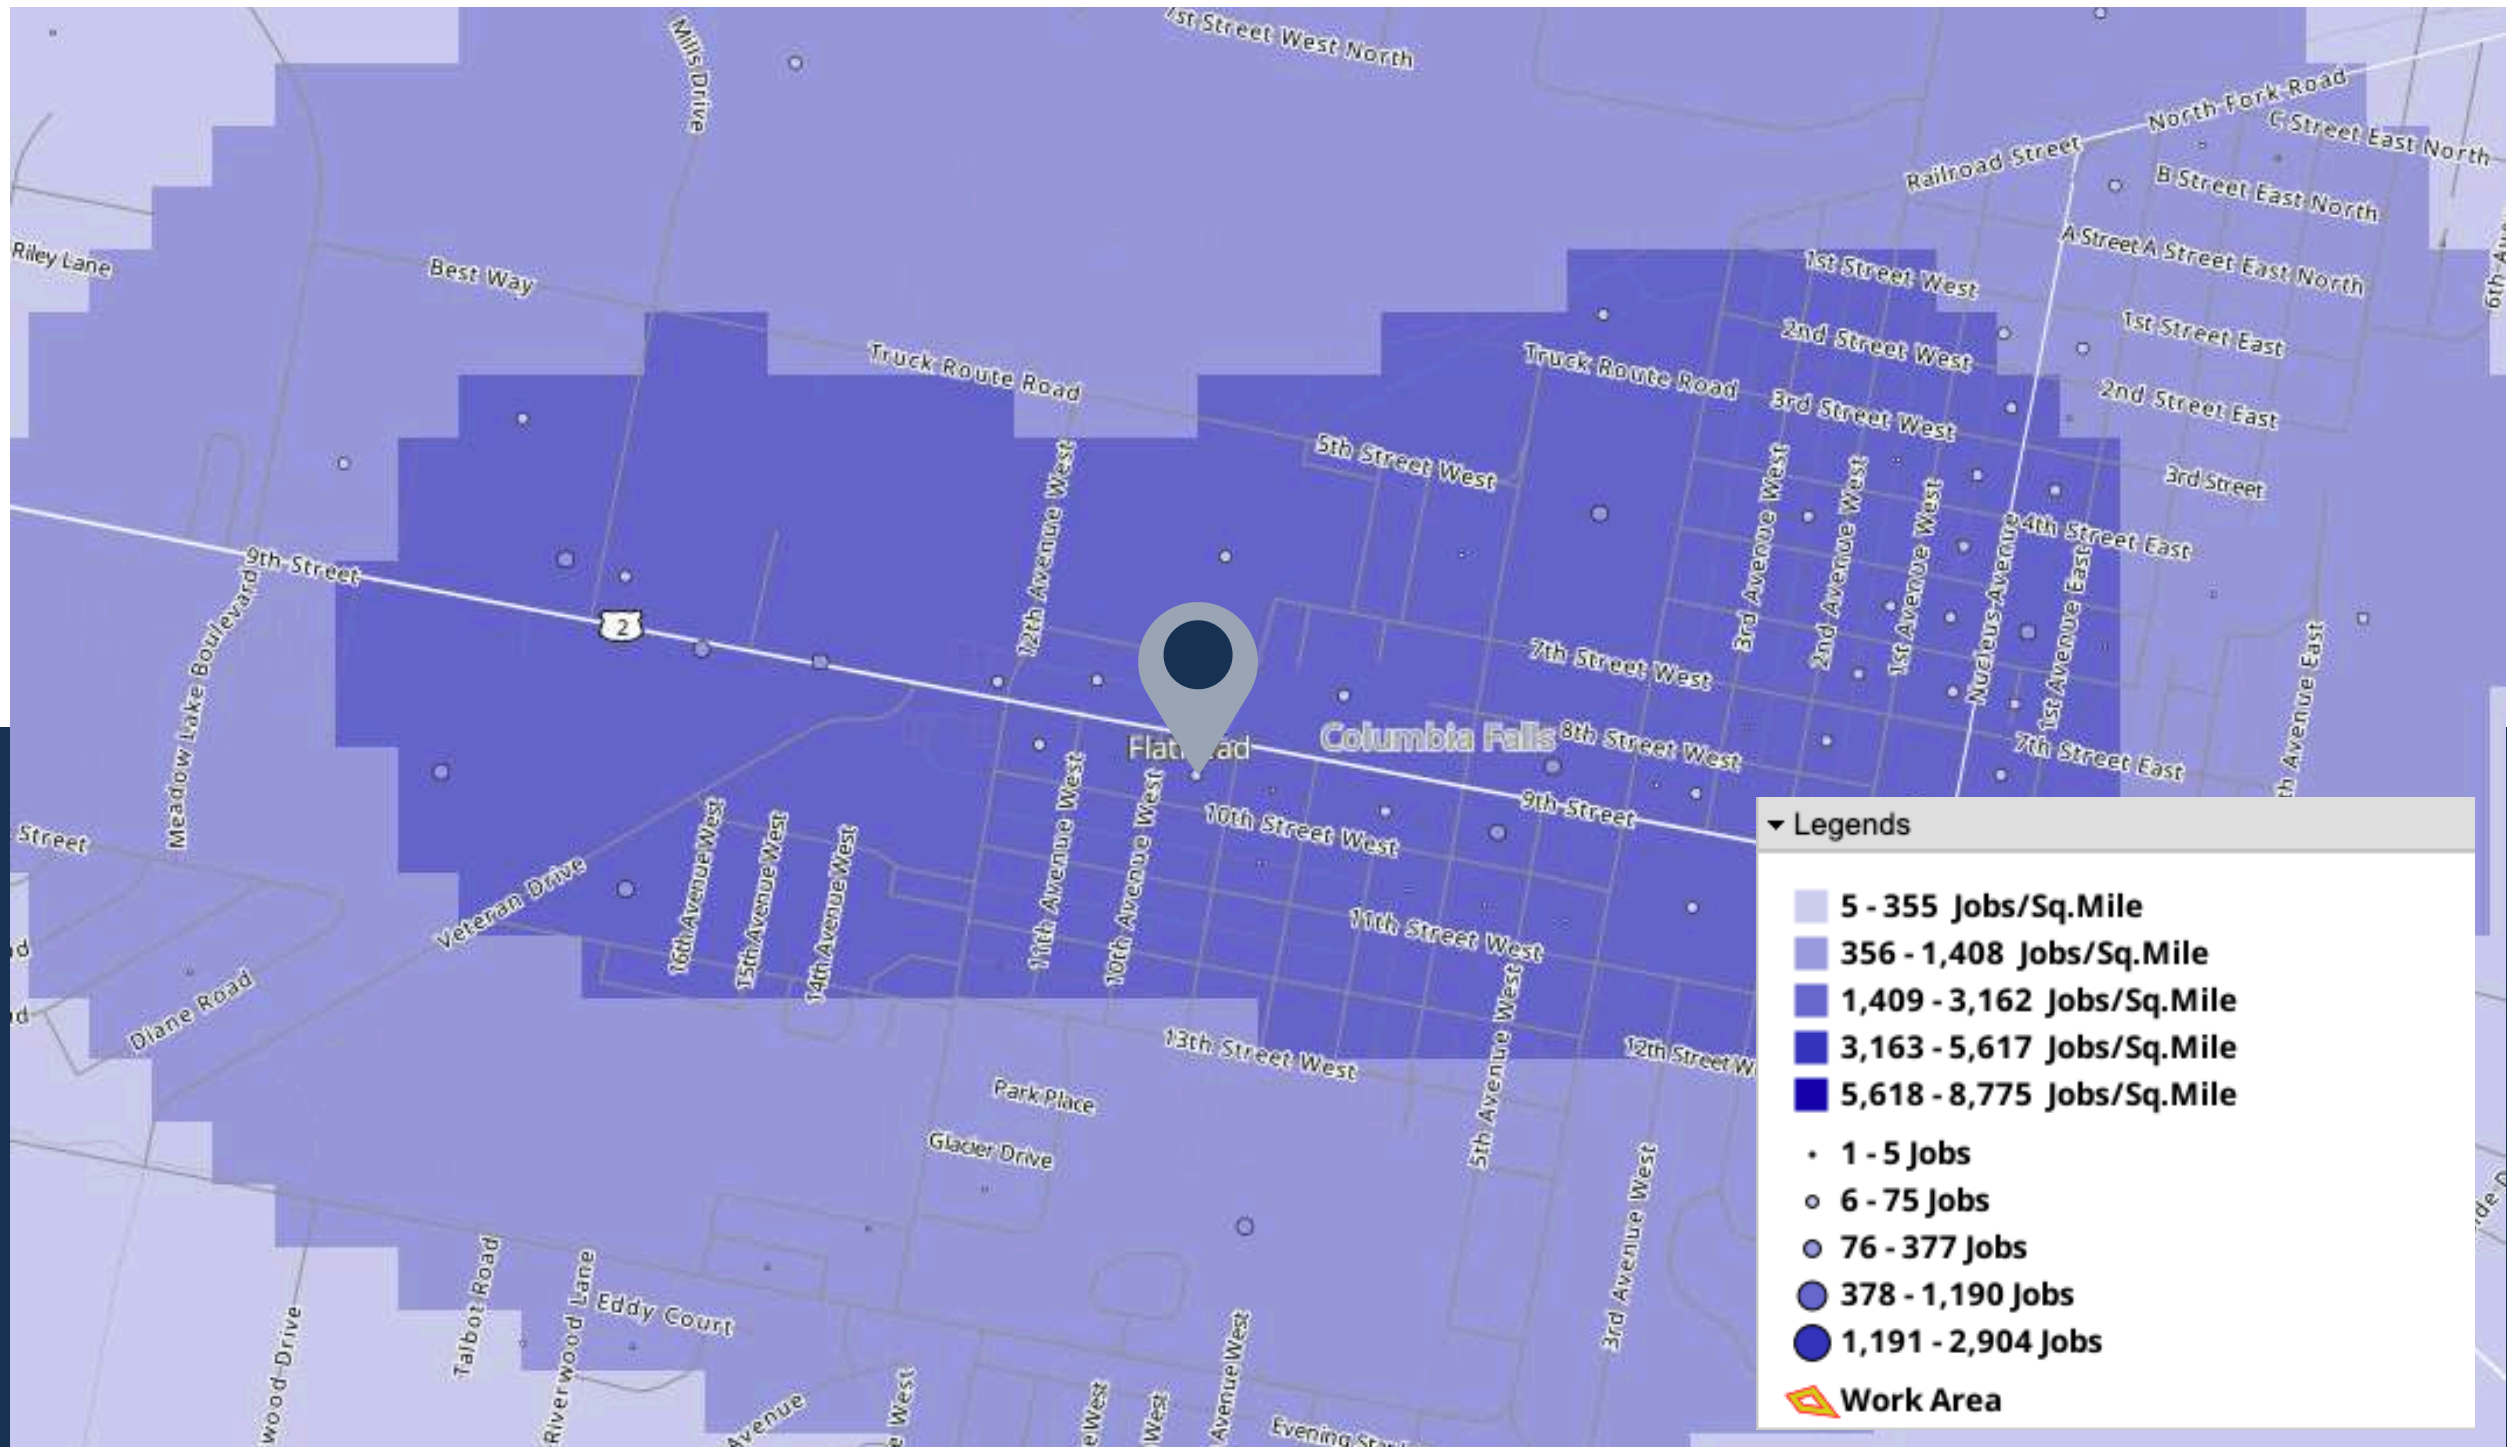 1st Street West North
Mills Drive
North Fork Road
C Street East North
Railroad Street
B Street East North
A Street
A Street East North
Riley Lane
Best Way
1st Street West
1st Street East
2nd Street West
Truck Route Road
Truck Route Road
3rd Street West
2nd Street East
5th Street West
3rd Street
12th Avenue West
3rd Avenue West
2nd Avenue West
1st Avenue West
Nucleus Avenue
4th Street East
1st Avenue East
9th Street
2
Meadow Lake Boulevard
7th Street West
Columbia Falls
8th Street West
7th Street East
9th Street
10th Street West
11th Avenue West
10th Avenue West
16th Avenue West
15th Avenue West
14th Avenue West
Street
Veteran Drive
11th Street West
Diane Road
13th Street West
12th Street W
5th Avenue West
Park Place
Glacier Drive
3rd Avenue West
Talbot Road
Riverwood Lane
Eddy Court
wood Drive
Avenue
West
West
West
Avenue West
Evening Star
Legends
5 - 355 Jobs/Sq.Mile
356 - 1,408 Jobs/Sq.Mile
1,409 - 3,162 Jobs/Sq.Mile
3,163 - 5,617 Jobs/Sq.Mile
5,618 - 8,775 Jobs/Sq.Mile
1 - 5 Jobs
6 - 75 Jobs
76 - 377 Jobs
378 - 1,190 Jobs
1,191 - 2,904 Jobs
Work Area